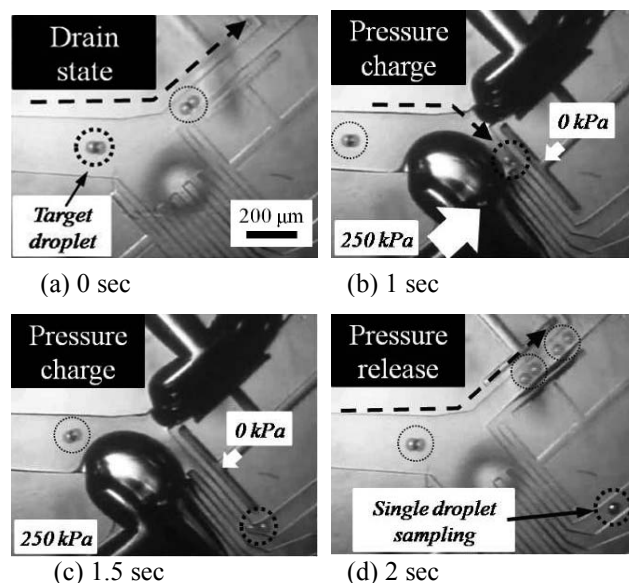 Drain
state
Target
droplet
200 μm
(a) 0 sec
Pressure
charge
0 kPa
250 kPa
(b) 1 sec
Pressure
charge
0 kPa
250 kPa
(c) 1.5 sec
Pressure
release
Single droplet
sampling
(d) 2 sec